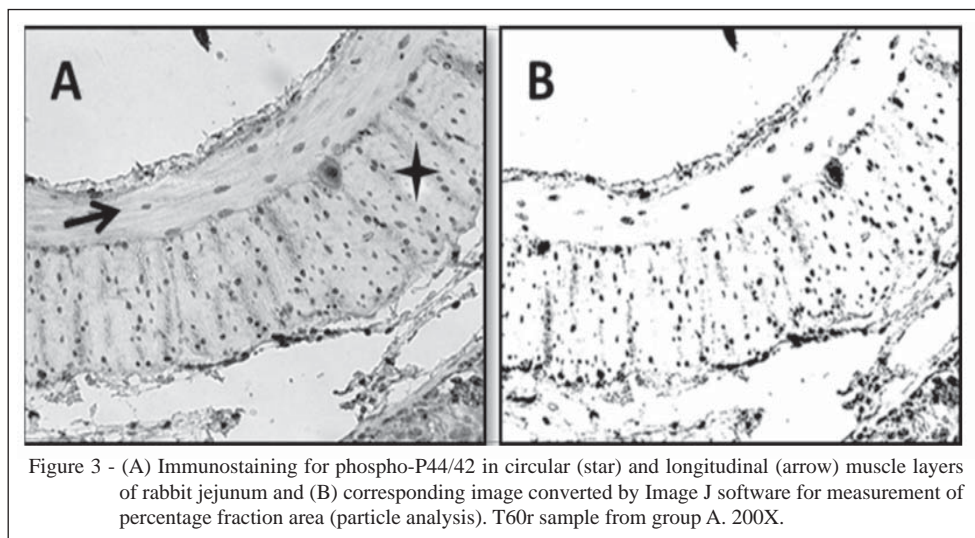 A
B
Figure 3 - (A) Immunostaining for phospho-P44/42 in circular (star) and longitudinal (arrow) muscle layers
of rabbit jejunum and (B) corresponding image converted by Image J software for measurement of
percentage fraction area (particle analysis). T60r sample from group A. 200X.